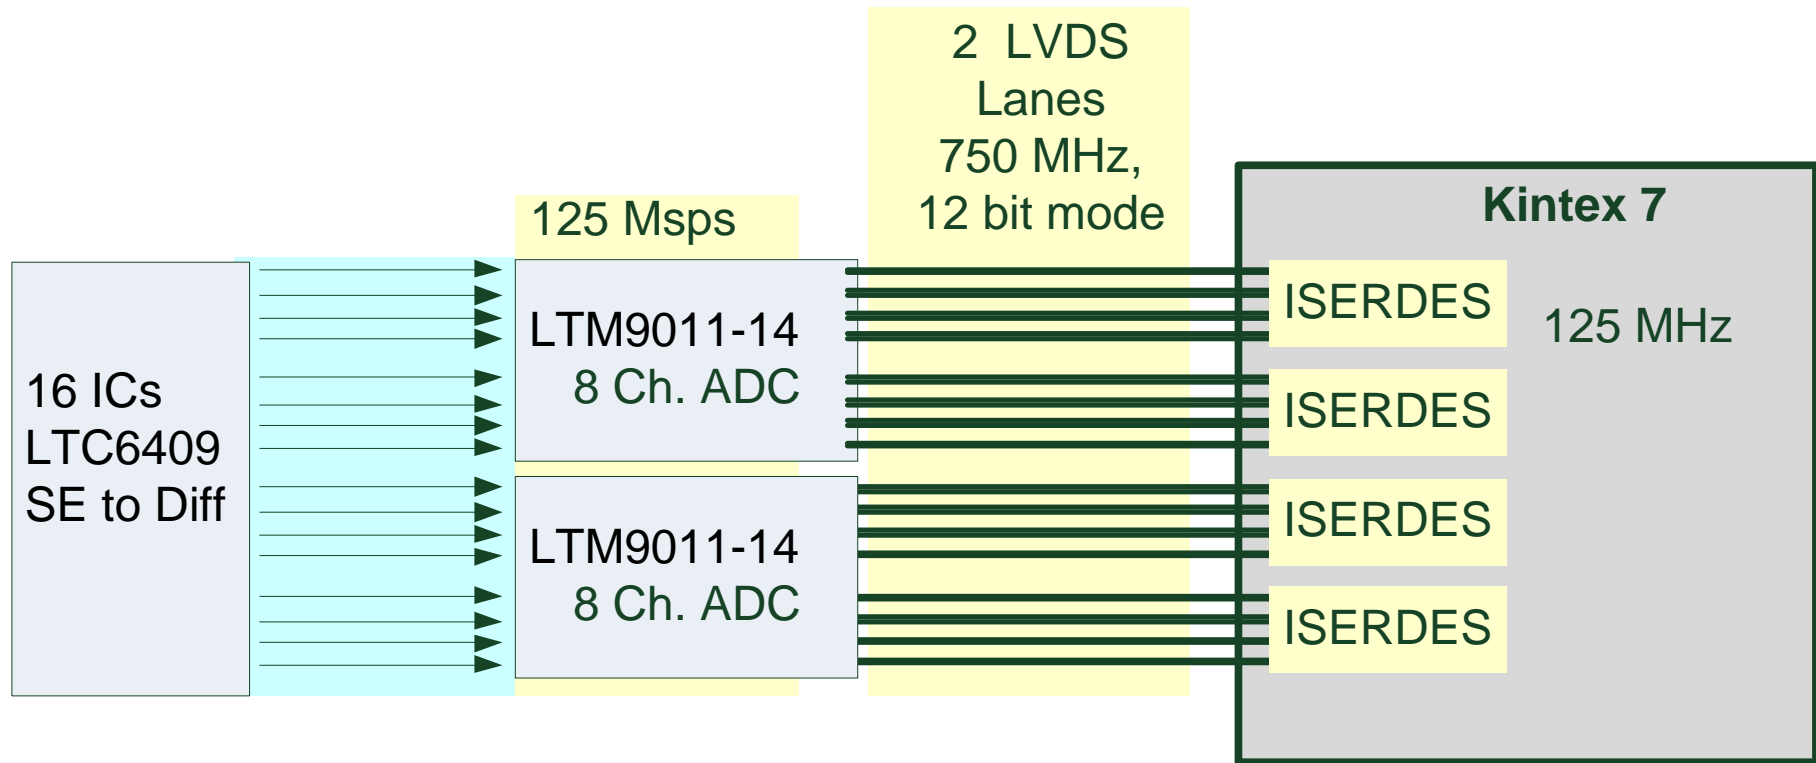 2 LVDS
Lanes
750 MHz,
12 bit mode
125 Msps
Kintex 7
16 ICs
LTC6409
SE to Diff
LTM9011-14
8 Ch. ADC
LTM9011-14
8 Ch. ADC
ISERDES
ISERDES
ISERDES
ISERDES
125 MHz